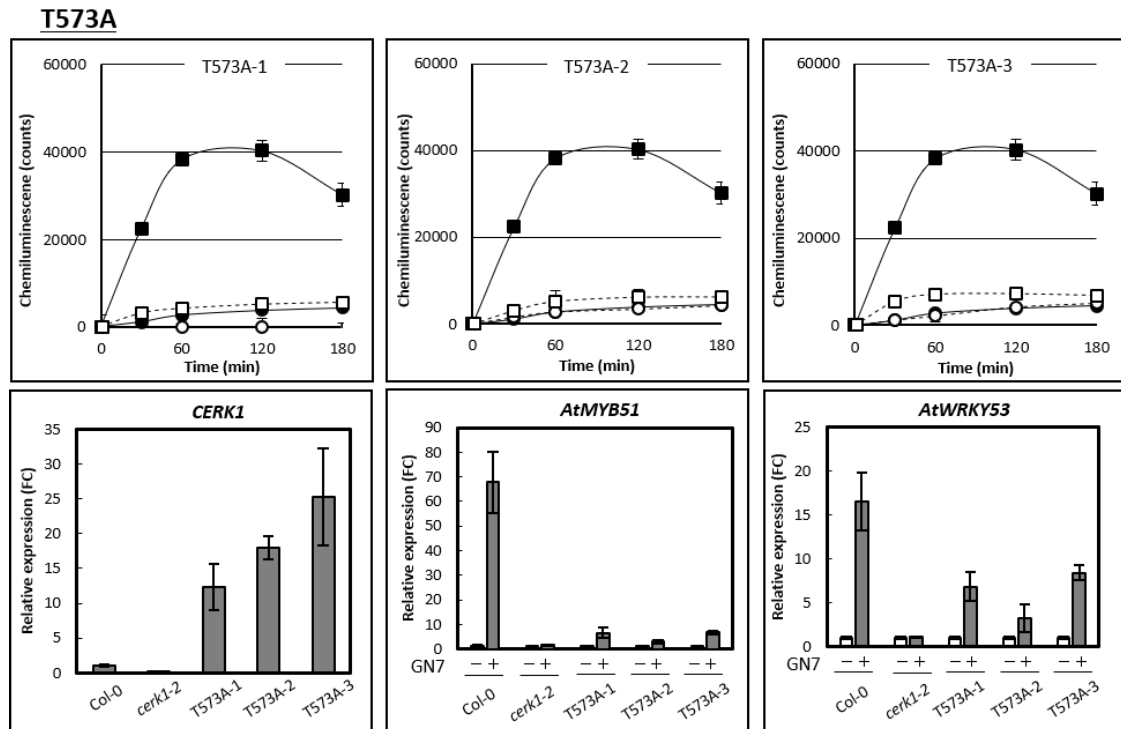 T573A
T573A-1
60000
40000
20000
0
0 60 120 180
Chemiluminescene (counts)
Time (min)
T573A-2
60000
40000
20000
0
0 60 120 180
Chemiluminescene (counts)
Time (min)
T573A-3
60000
40000
20000
0
0 60 120 180
Chemiluminescene (counts)
Time (min)
CERK1
35
30
25
20
15
10
5
0
Relative expression (FC)
Col-0 cerk1-2 T573A-1 T573A-2 T573A-3
AtMYB51
90
80
70
60
50
40
30
20
10
0
Relative expression (FC)
GN7 − + − + − + − + − +
Col-0 cerk1-2 T573A-1 T573A-2 T573A-3
AtWRKY53
25
20
15
10
5
0
Relative expression (FC)
GN7 − + − + − + − + − +
Col-0 cerk1-2 T573A-1 T573A-2 T573A-3